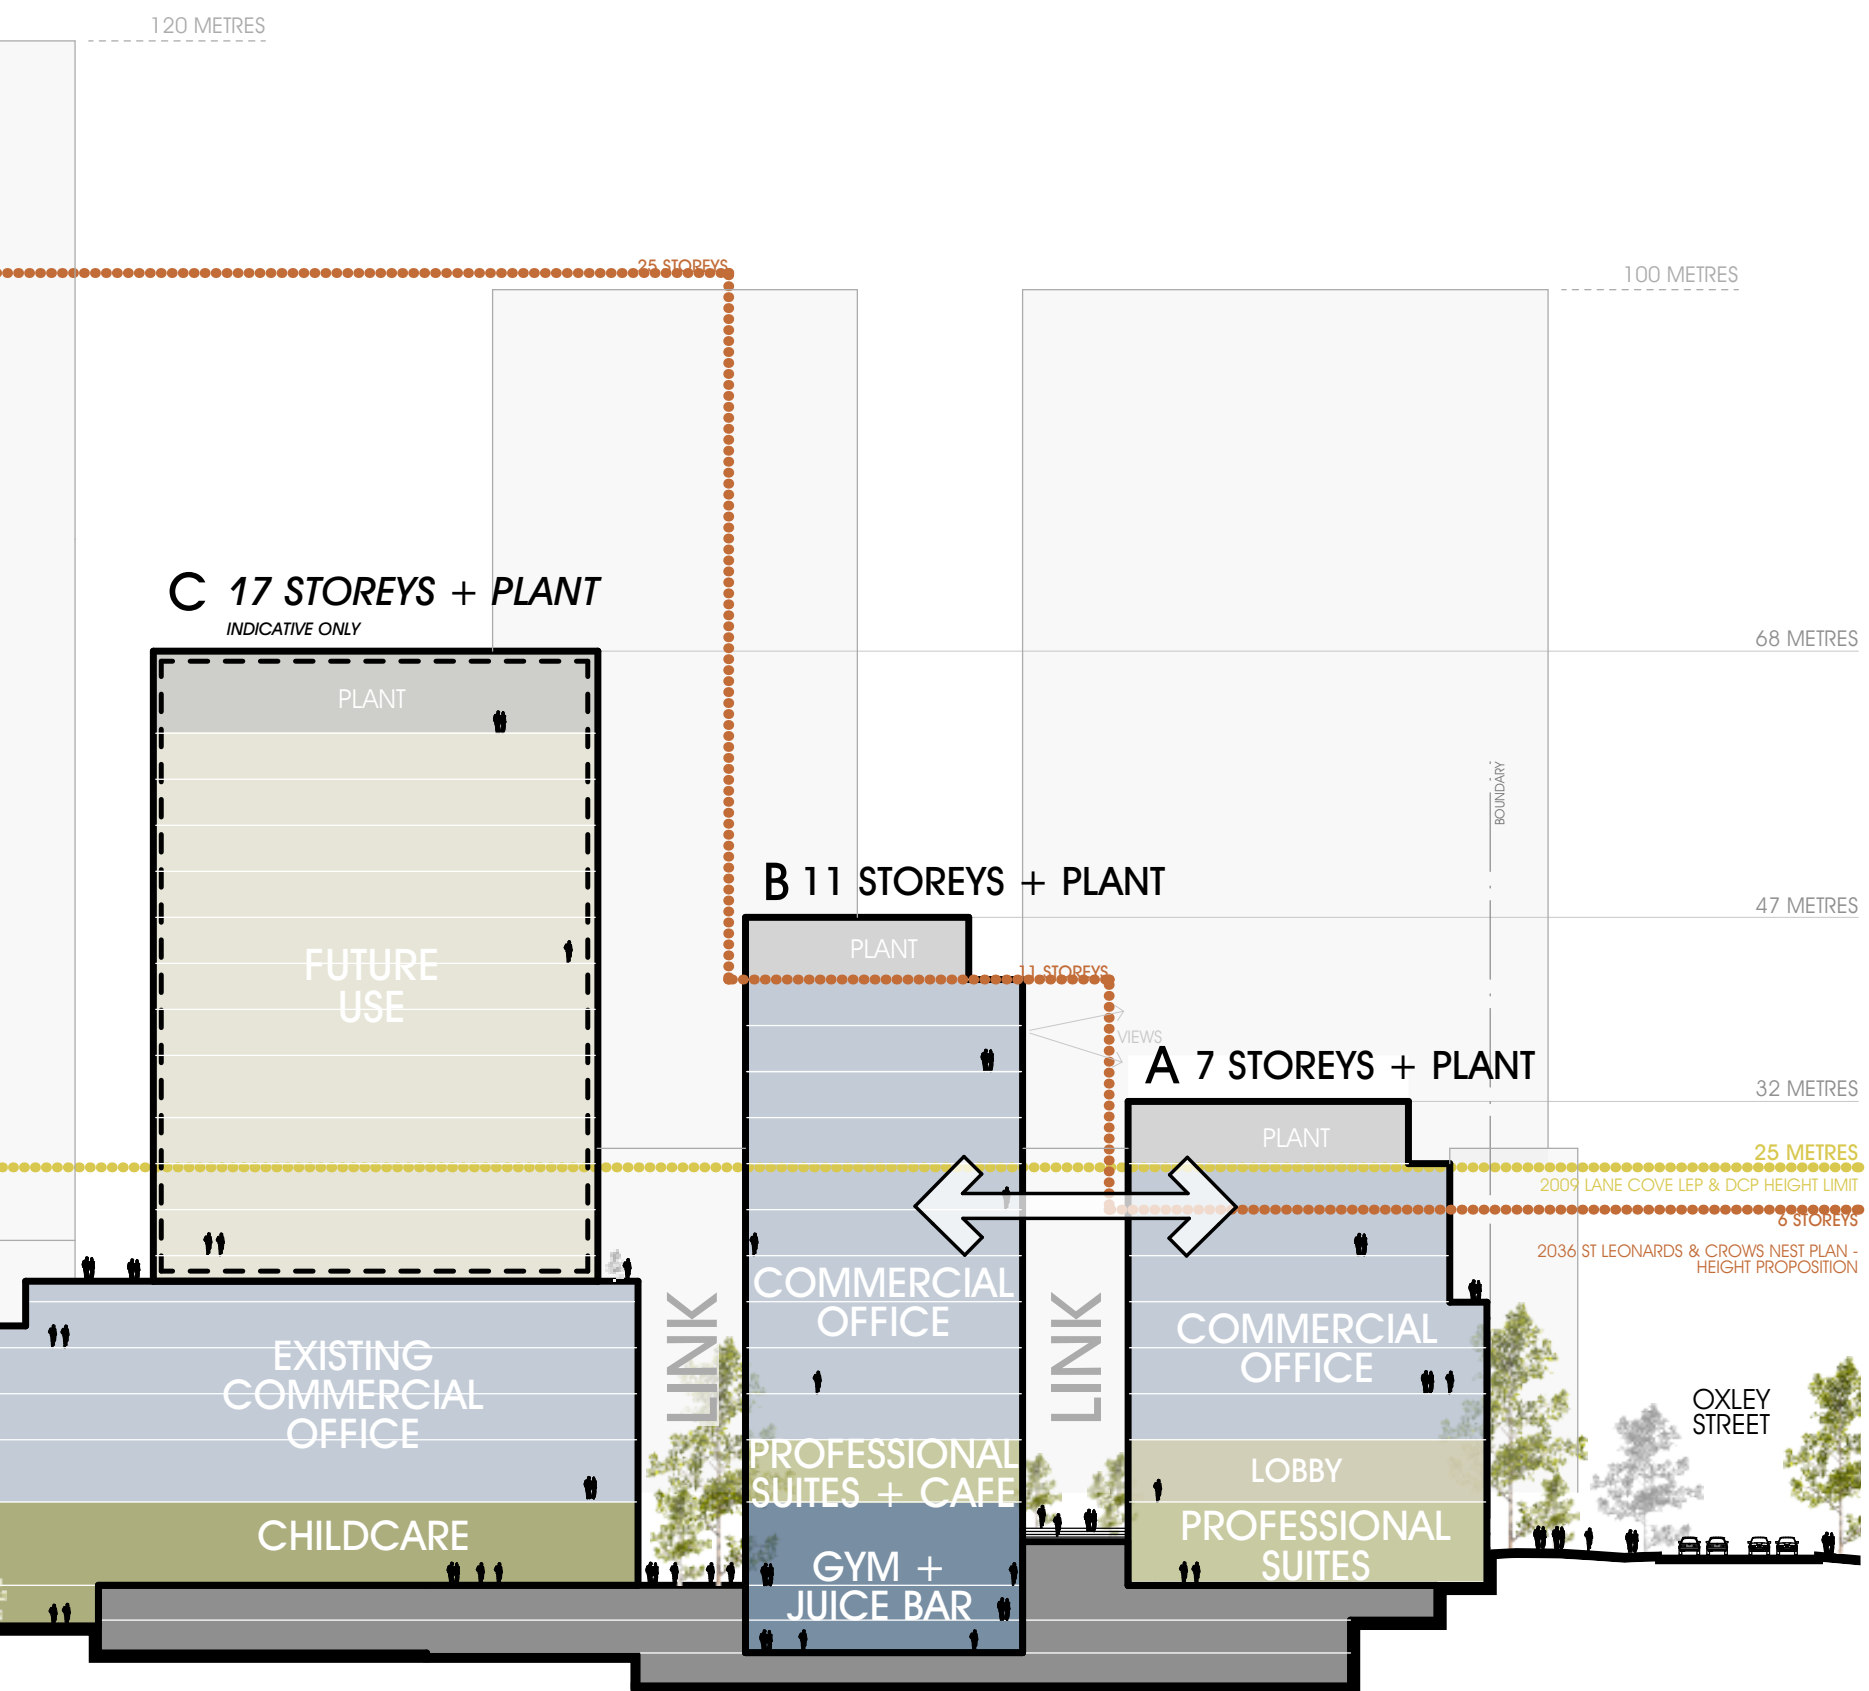 120 METRES
25 STOREYS
100 METRES
C 17 STOREYS + PLANT
INDICATIVE ONLY
68 METRES
PLANT
BOUNDARY
B 11 STOREYS + PLANT
47 METRES
PLANT
FUTURE
USE
11 STOREYS
VIEWS
A 7 STOREYS + PLANT
32 METRES
PLANT
25 METRES
2009 LANE COVE LEP & DCP HEIGHT LIMIT
6 STOREYS
2036 ST LEONARDS & CROWS NEST PLAN -
HEIGHT PROPOSITION
COMMERCIAL
OFFICE
LINK
LINK
COMMERCIAL
OFFICE
EXISTING
COMMERCIAL
OFFICE
OXLEY
STREET
PROFESSIONAL
SUITES + CAFE
LOBBY
CHILDCARE
PROFESSIONAL
SUITES
GYM +
JUICE BAR